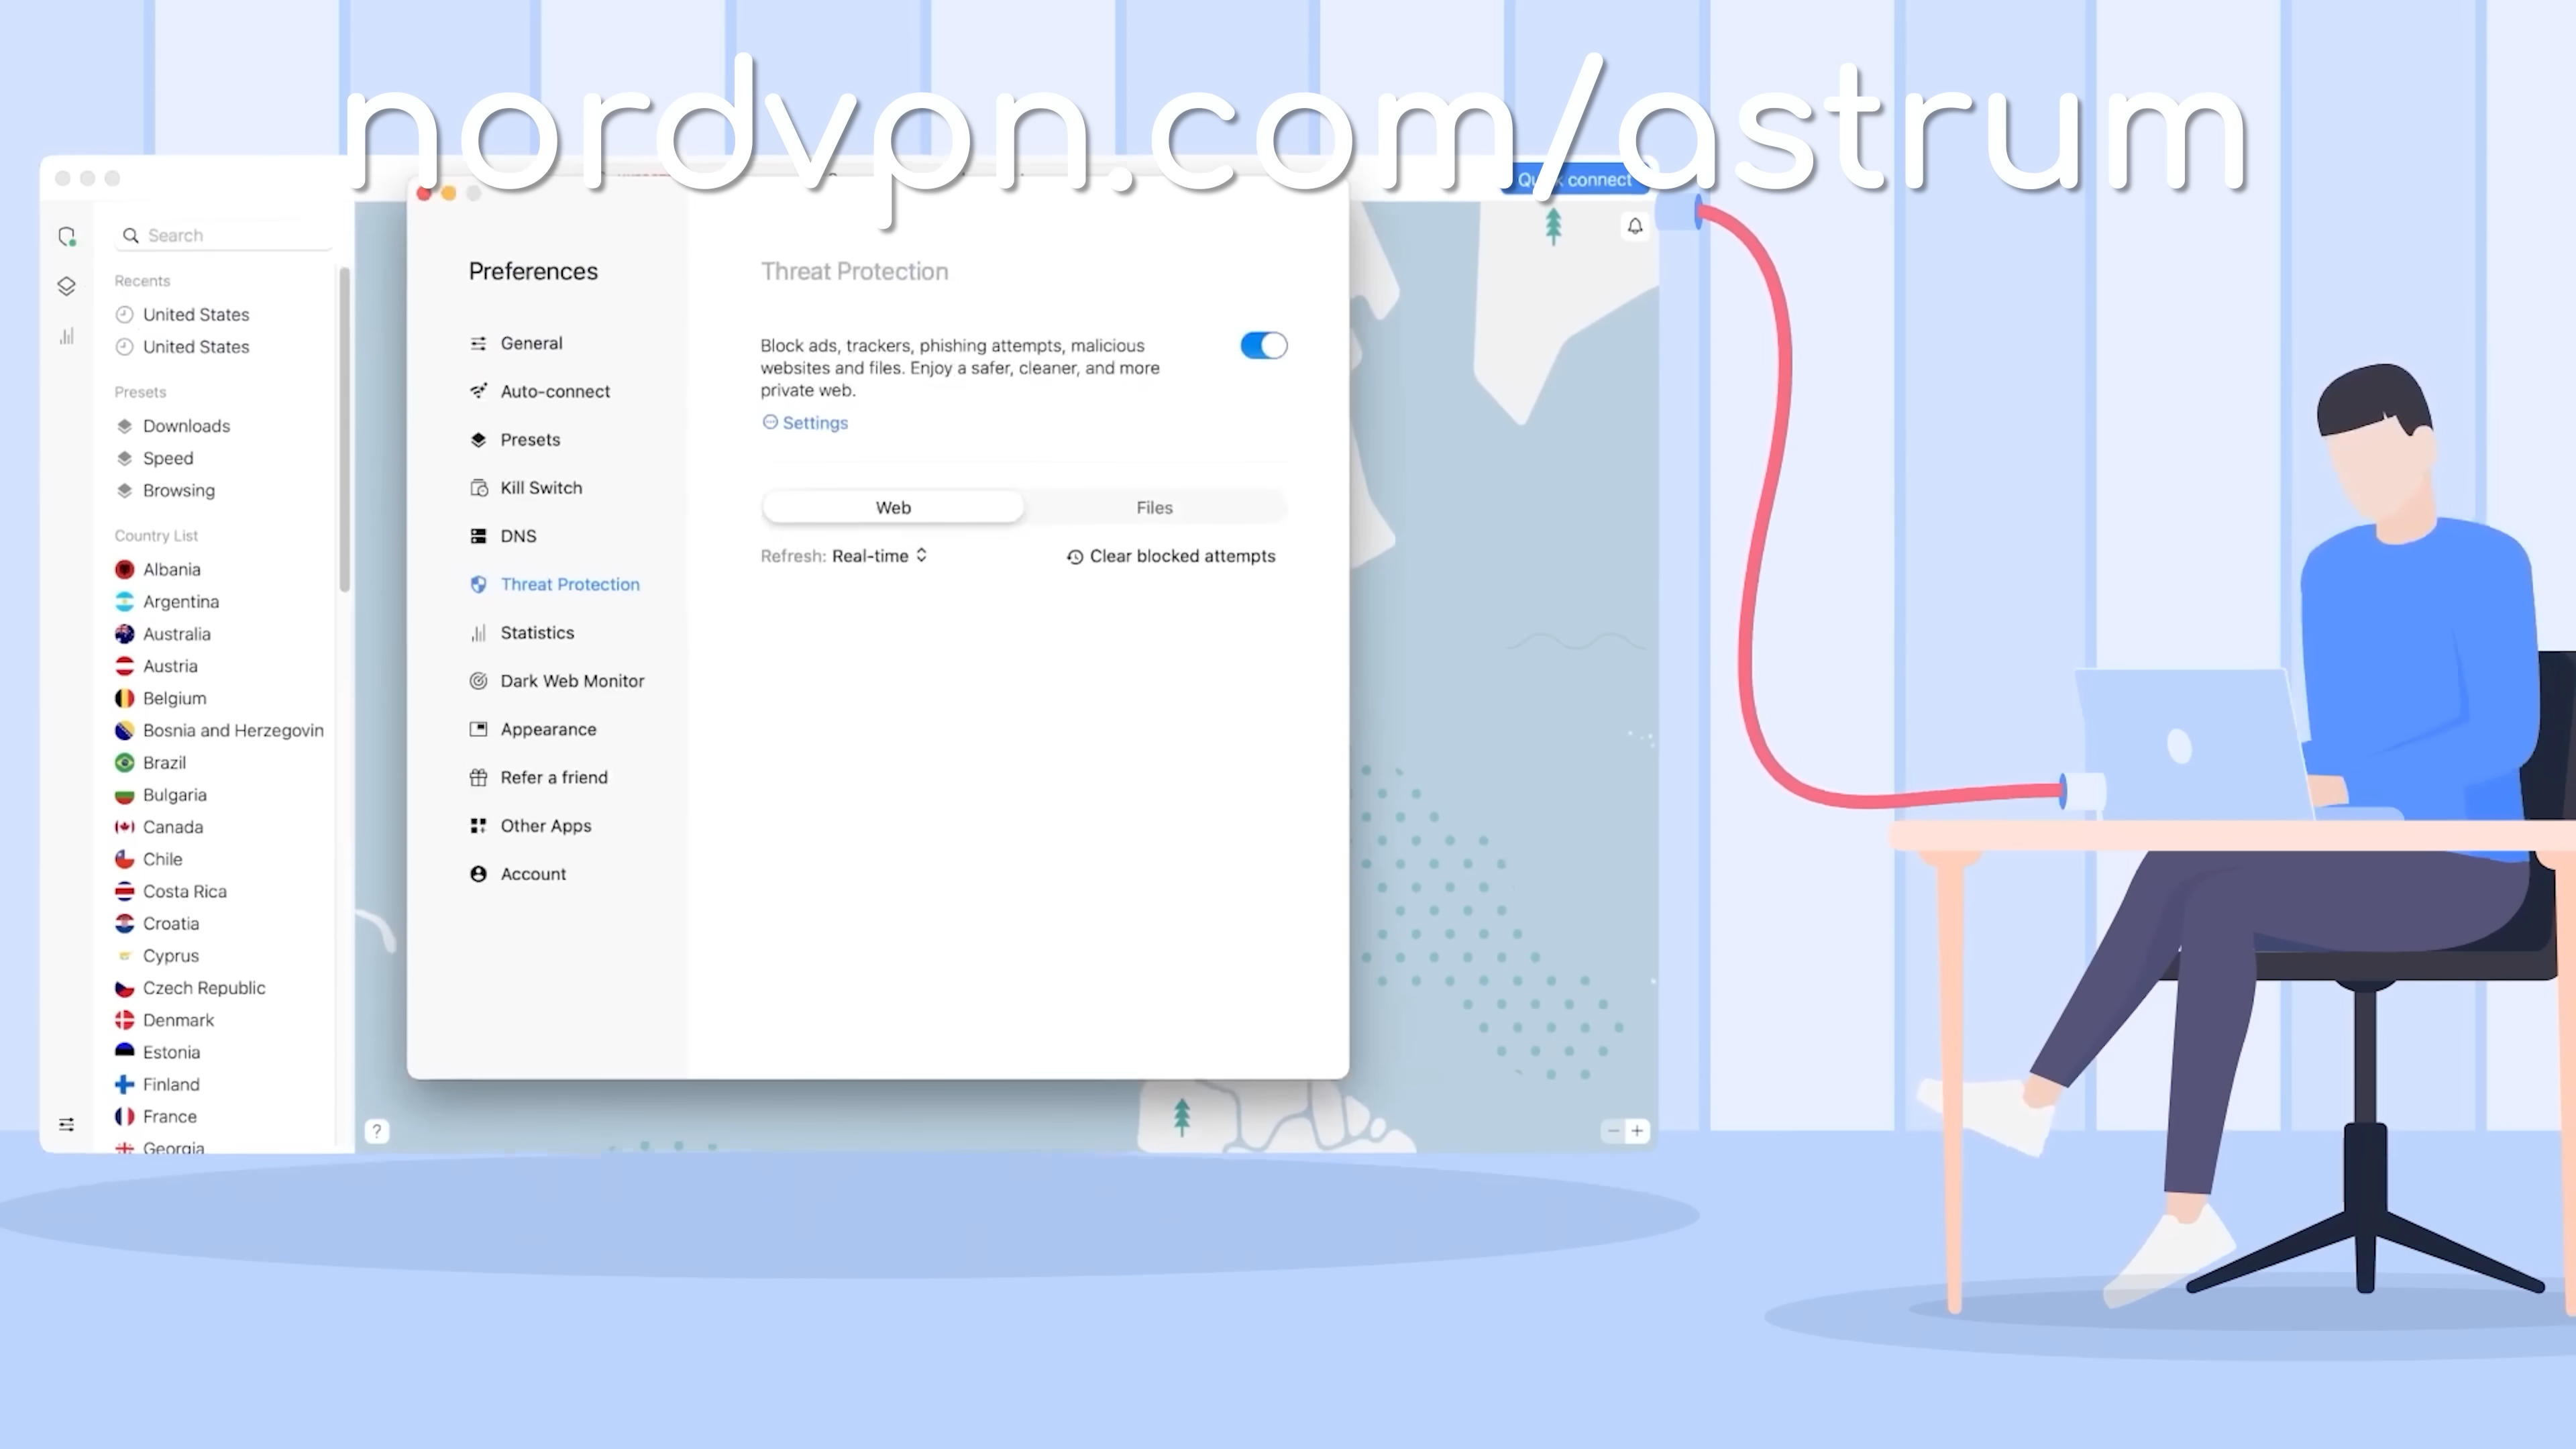 nordvpn.com/astrum
Quick connect
Search
Recents
United States
United States
Presets
Downloads
Speed
Browsing
Country List
Albania
Argentina
Australia
Austria
Belgium
Bosnia and Herzegovin
Brazil
Bulgaria
Canada
Chile
Costa Rica
Croatia
Cyprus
Czech Republic
Denmark
Estonia
Finland
France
Georgia
Preferences
General
Auto-connect
Presets
Kill Switch
DNS
Threat Protection
Statistics
Dark Web Monitor
Appearance
Refer a friend
Other Apps
Account
Threat Protection
Block ads, trackers, phishing attempts, malicious
websites and files. Enjoy a safer, cleaner, and more
private web.
Settings
Web Files
Refresh: Real-time Clear blocked attempts
?
− +